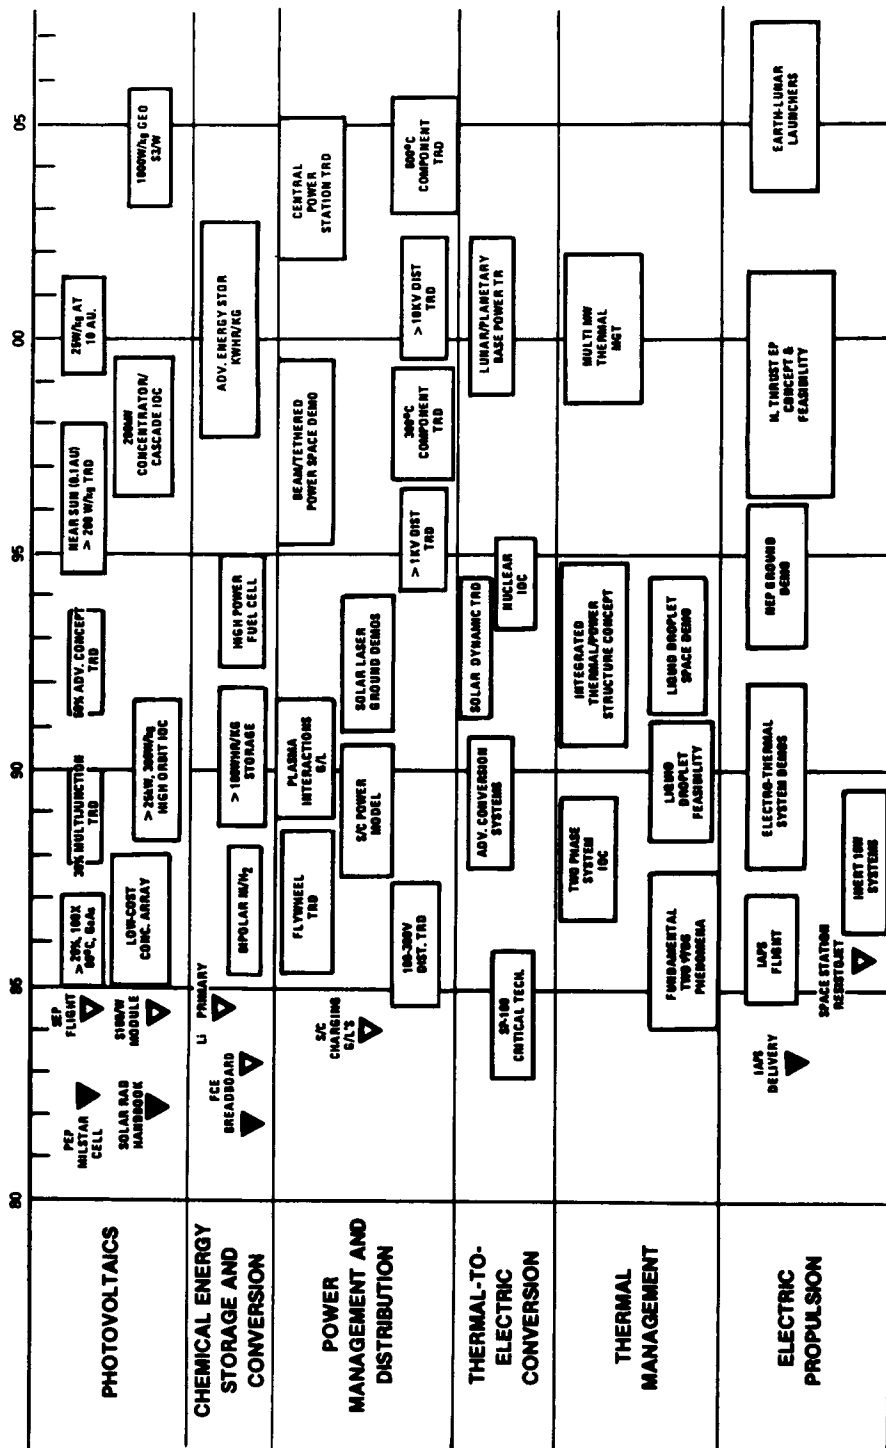 80
85
90
95
00
05
PHOTOVOLTAICS
PEP
MILSTAR
CELL
SEP
FLIGHT
> 20%, 100X
80°C, GaAs
30% MULTIJUNCTION
TRD
50% ADV. CONCEPT
TRD
NEAR SUN (0.1 AU)
> 200 W/kg TRD
25W/kg AT
10 AU.
SOLAR RAD
HANDBOOK
$100/W
MODULE
LOW-COST
CONC. ARRAY
> 25kW, 300W/kg
HIGH ORBIT IOC
200kW
CONCENTRATOR/
CASCADE IOC
1000W/kg GEO
$3/W
CHEMICAL ENERGY
STORAGE AND
CONVERSION
Li PRIMARY
ADV. ENERGY STOR
KWHR/KG
FCE
BREADBOARD
BIPOLAR Ni/H2
> 100WHR/KG
STORAGE
HIGH POWER
FUEL CELL
POWER
MANAGEMENT AND
DISTRIBUTION
FLYWHEEL
TRD
PLASMA
INTERACTIONS
G/L
BEAM/TETHERED
POWER SPACE DEMO
CENTRAL
POWER
STATION TRD
S/C
CHARGING
G/L'S
S/C POWER
MODEL
SOLAR LASER
GROUND DEMOS
100-300V
DIST. TRD
> 1KV DIST
TRD
300°C
COMPONENT
TRD
> 10KV DIST
TRD
600°C
COMPONENT
TRD
THERMAL-TO-
ELECTRIC
CONVERSION
ADV. CONVERSION
SYSTEMS
SOLAR DYNAMIC TRD
LUNAR/PLANETARY
BASE POWER TR
SP-100
CRITICAL TECH.
NUCLEAR
IOC
THERMAL
MANAGEMENT
TWO PHASE
SYSTEM
IOC
INTEGRATED
THERMAL/POWER
STRUCTURE CONCEPT
MULTI MW
THERMAL
MGT
FUNDAMENTAL
TWO
PHENOMENA
LIQUID
DROPLET
FEASIBILITY
LIQUID DROPLET
SPACE DEMO
ELECTRIC
PROPULSION
IAPS
DELIVERY
IAPS
FLIGHT
ELECTRO-THERMAL
SYSTEM DEMOS
NEP GROUND
DEMO
H. THRUST EP
CONCEPT &
FEASIBILITY
EARTH-LUNAR
LAUNCHERS
SPACE STATION
RESISTOJET
INERT
SYSTEMS